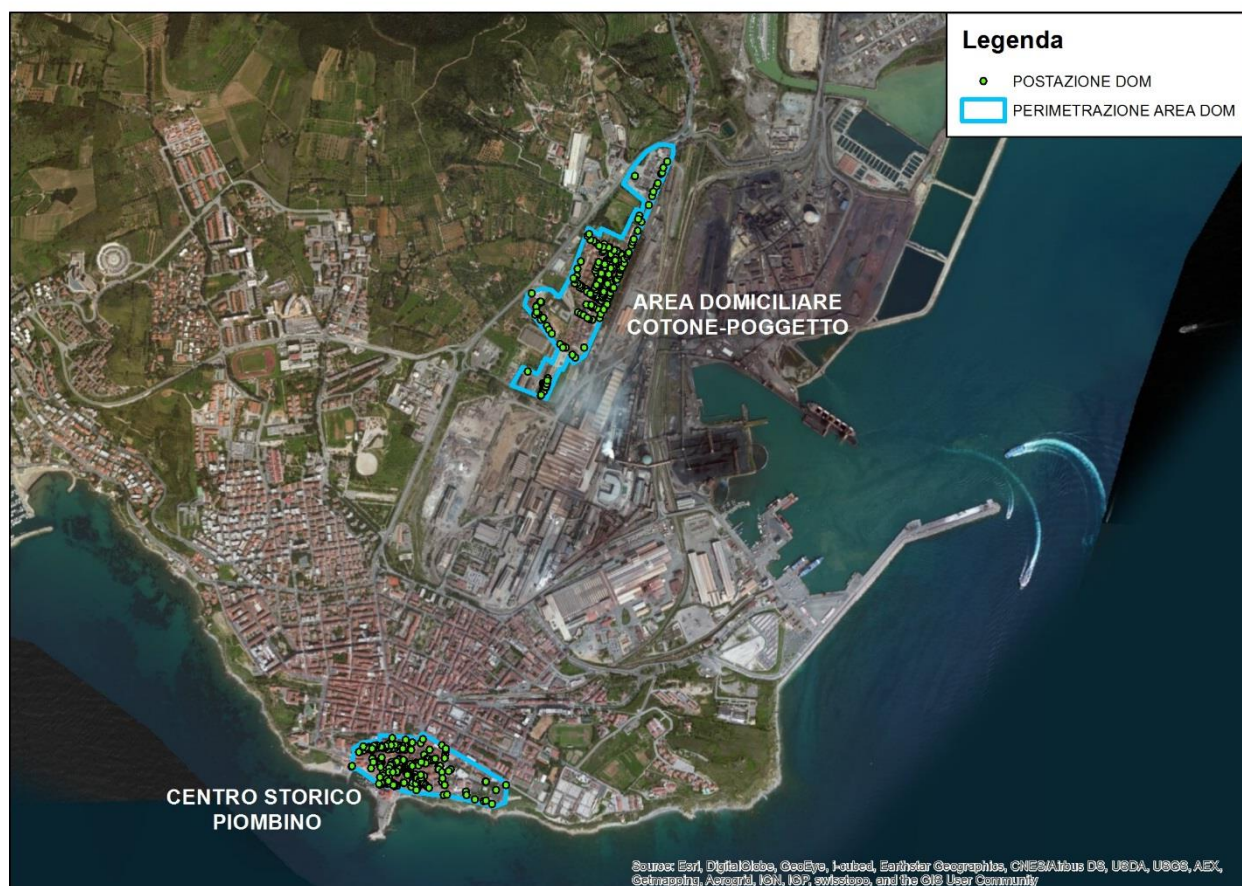 Legenda
POSTAZIONE DOM
PERIMETRAZIONE AREA DOM
AREA DOMICILIARE
COTONE-POGGETTO
CENTRO STORICO
PIOMBINO
Source: Esri, DigitalGlobe, GeoEye, i-cubed, Earthstar Geographics, CNES/Airbus DS, USDA, USGS, AEX,
Getmapping, Aerogrid, IGN, IGP, swisstopo, and the GIS User Community